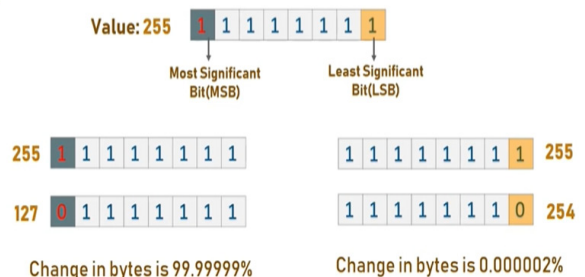 Value: 255 1 1 1 1 1 1 1 1
Most Significant Bit(MSB)
Least Significant Bit(LSB)
255 1 1 1 1 1 1 1 1
1 1 1 1 1 1 1 1 255
127 0 1 1 1 1 1 1 1
1 1 1 1 1 1 1 0 254
Change in bytes is 99.99999%
Change in bytes is 0.000002%